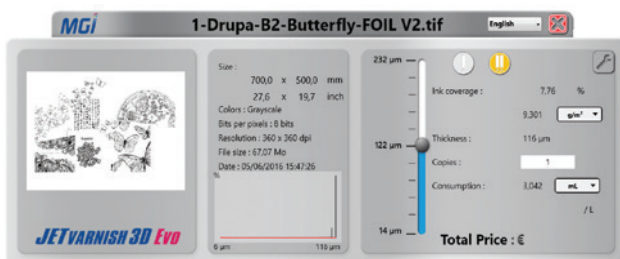 MGI
1-Drupa-B2-Butterfly-FOIL V2.tif
English
Size :
700,0 x 500,0 mm
27,6 x 19,7 inch
Colors : Grayscale
Bits per pixels : 8 bits
Resolution : 360 x 360 dpi
File size : 67,07 Mo
Date : 05/06/2016 15:47:26
%
6 µm 116 µm
JETVARNISH 3D Evo
232 µm
122 µm
14 µm
Ink coverage : 7.76 %
9,301 g/m²
Thickness : 116 µm
Copies : 1
Consumption : 3,042 mL
/ L
Total Price : €